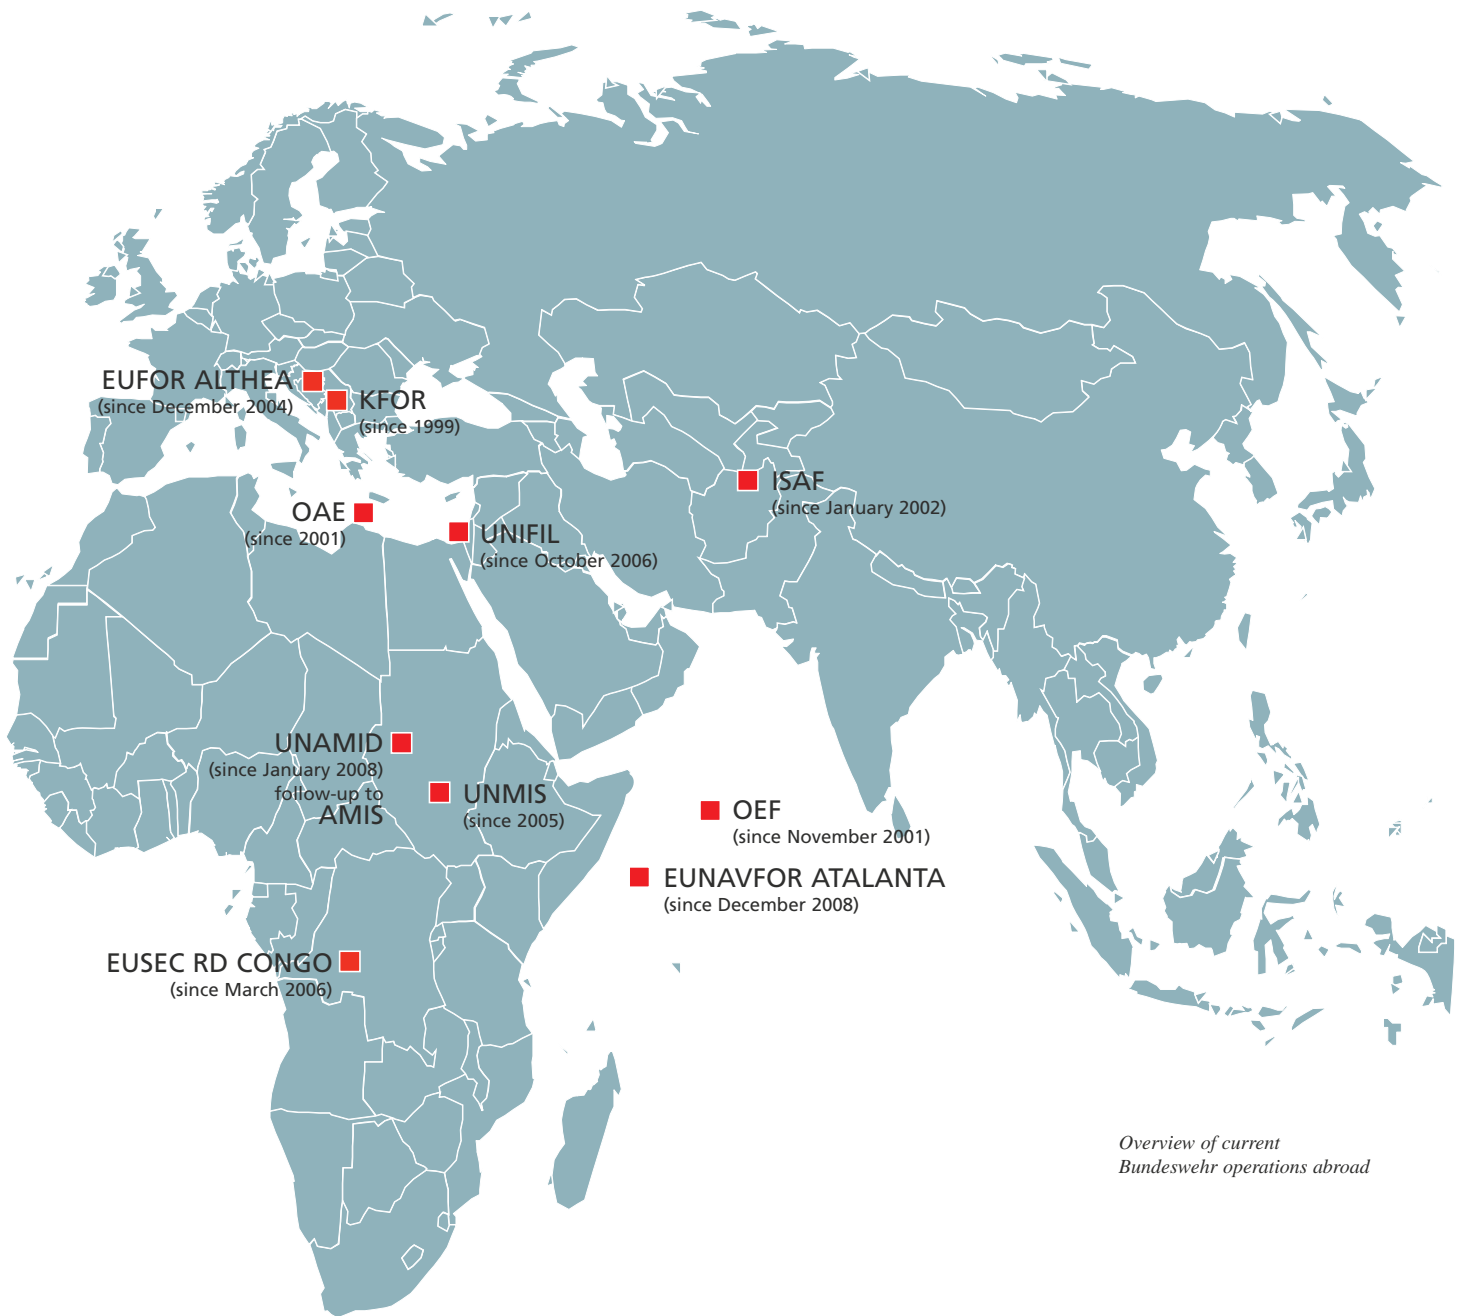 EUFOR ALTHEA
(since December 2004)
KFOR
(since 1999)
ISAF
(since January 2002)
OAE
(since 2001)
UNIFIL
(since October 2006)
UNAMID
(since January 2008)
follow-up to
AMIS
UNMIS
(since 2005)
OEF
(since November 2001)
EUNAVFOR ATALANTA
(since December 2008)
EUSEC RD CONGO
(since March 2006)
Overview of current
Bundeswehr operations abroad